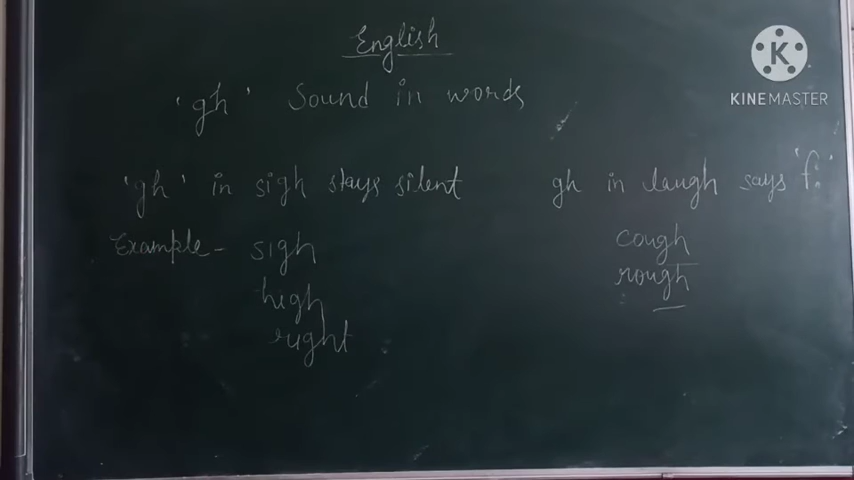 English
'gh' Sound in words
'gh' in sigh stays silent
Example - sigh
high
right
gh in laugh says 'f'
cough
rough
KINEMASTER